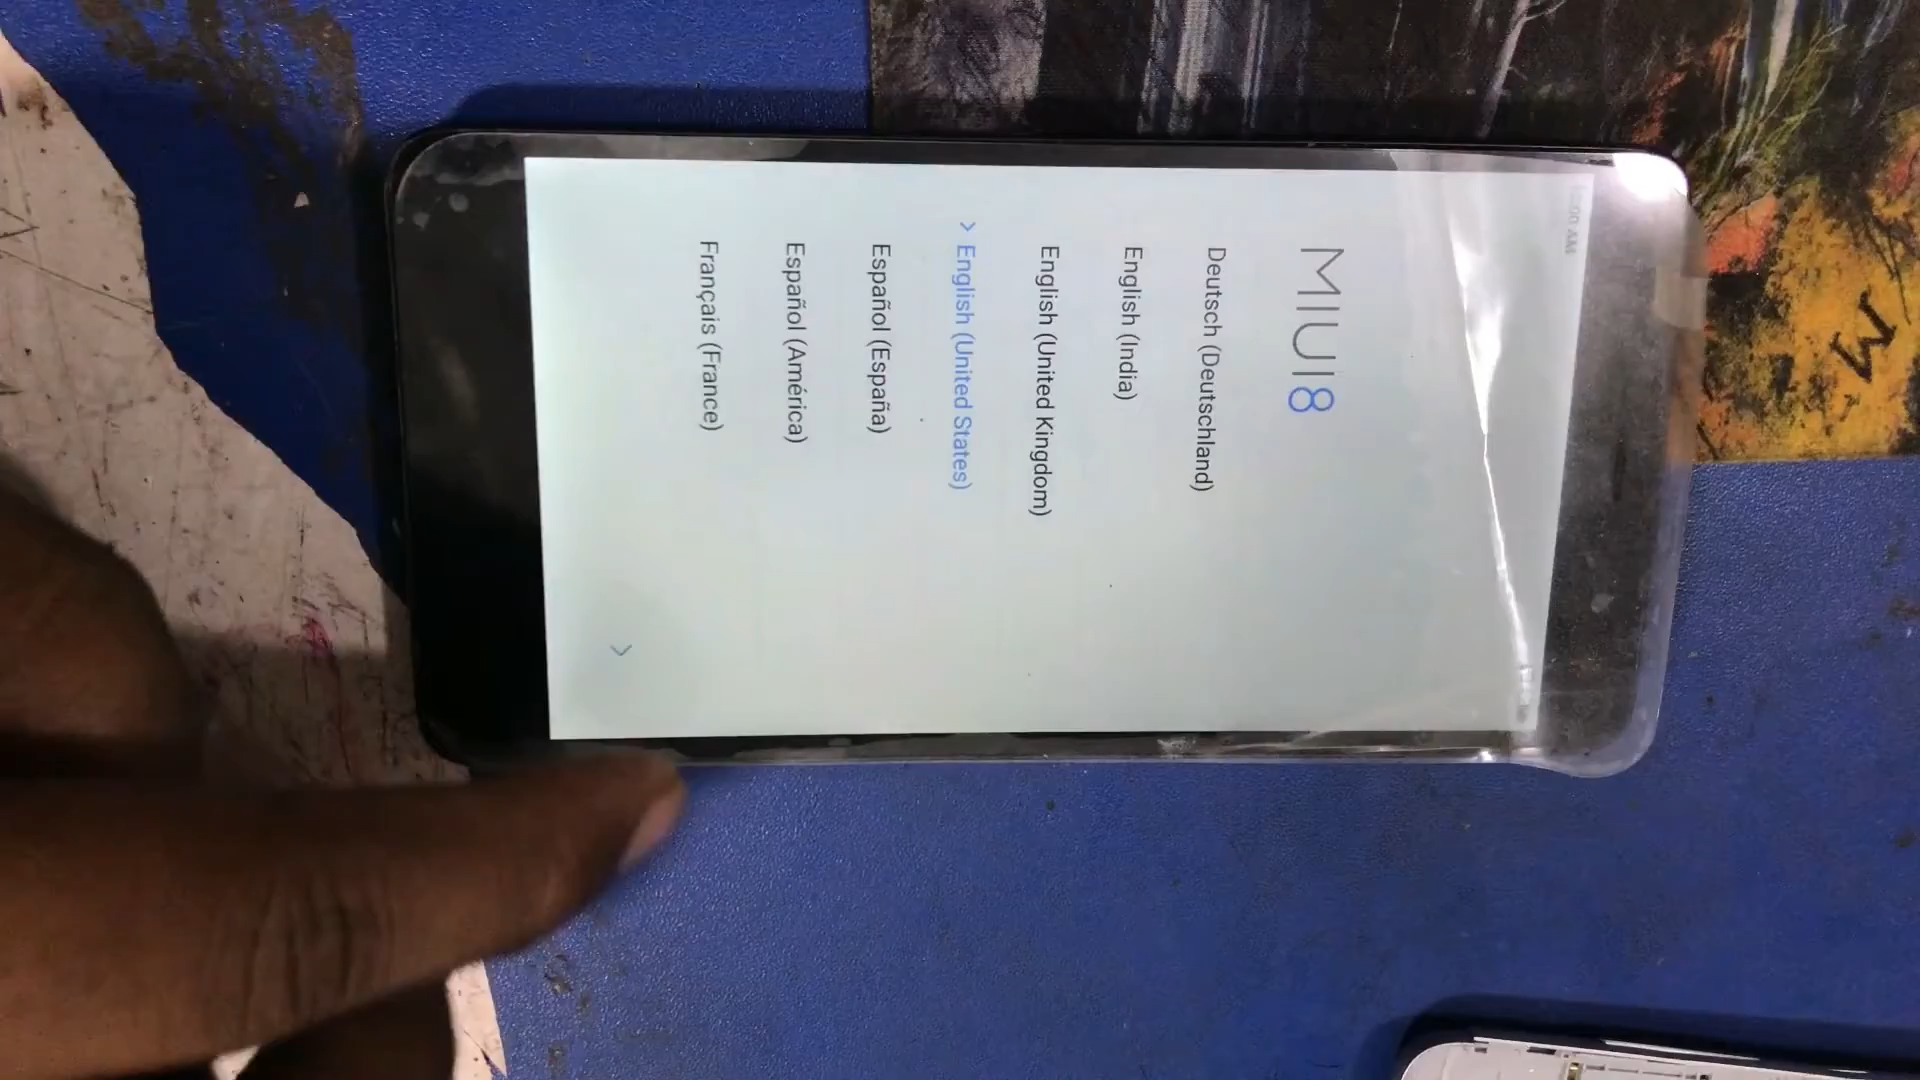 MIUI8
Deutsch (Deutschland)
English (India)
English (United Kingdom)
English (United States)
Español (España)
Español (América)
Français (France)